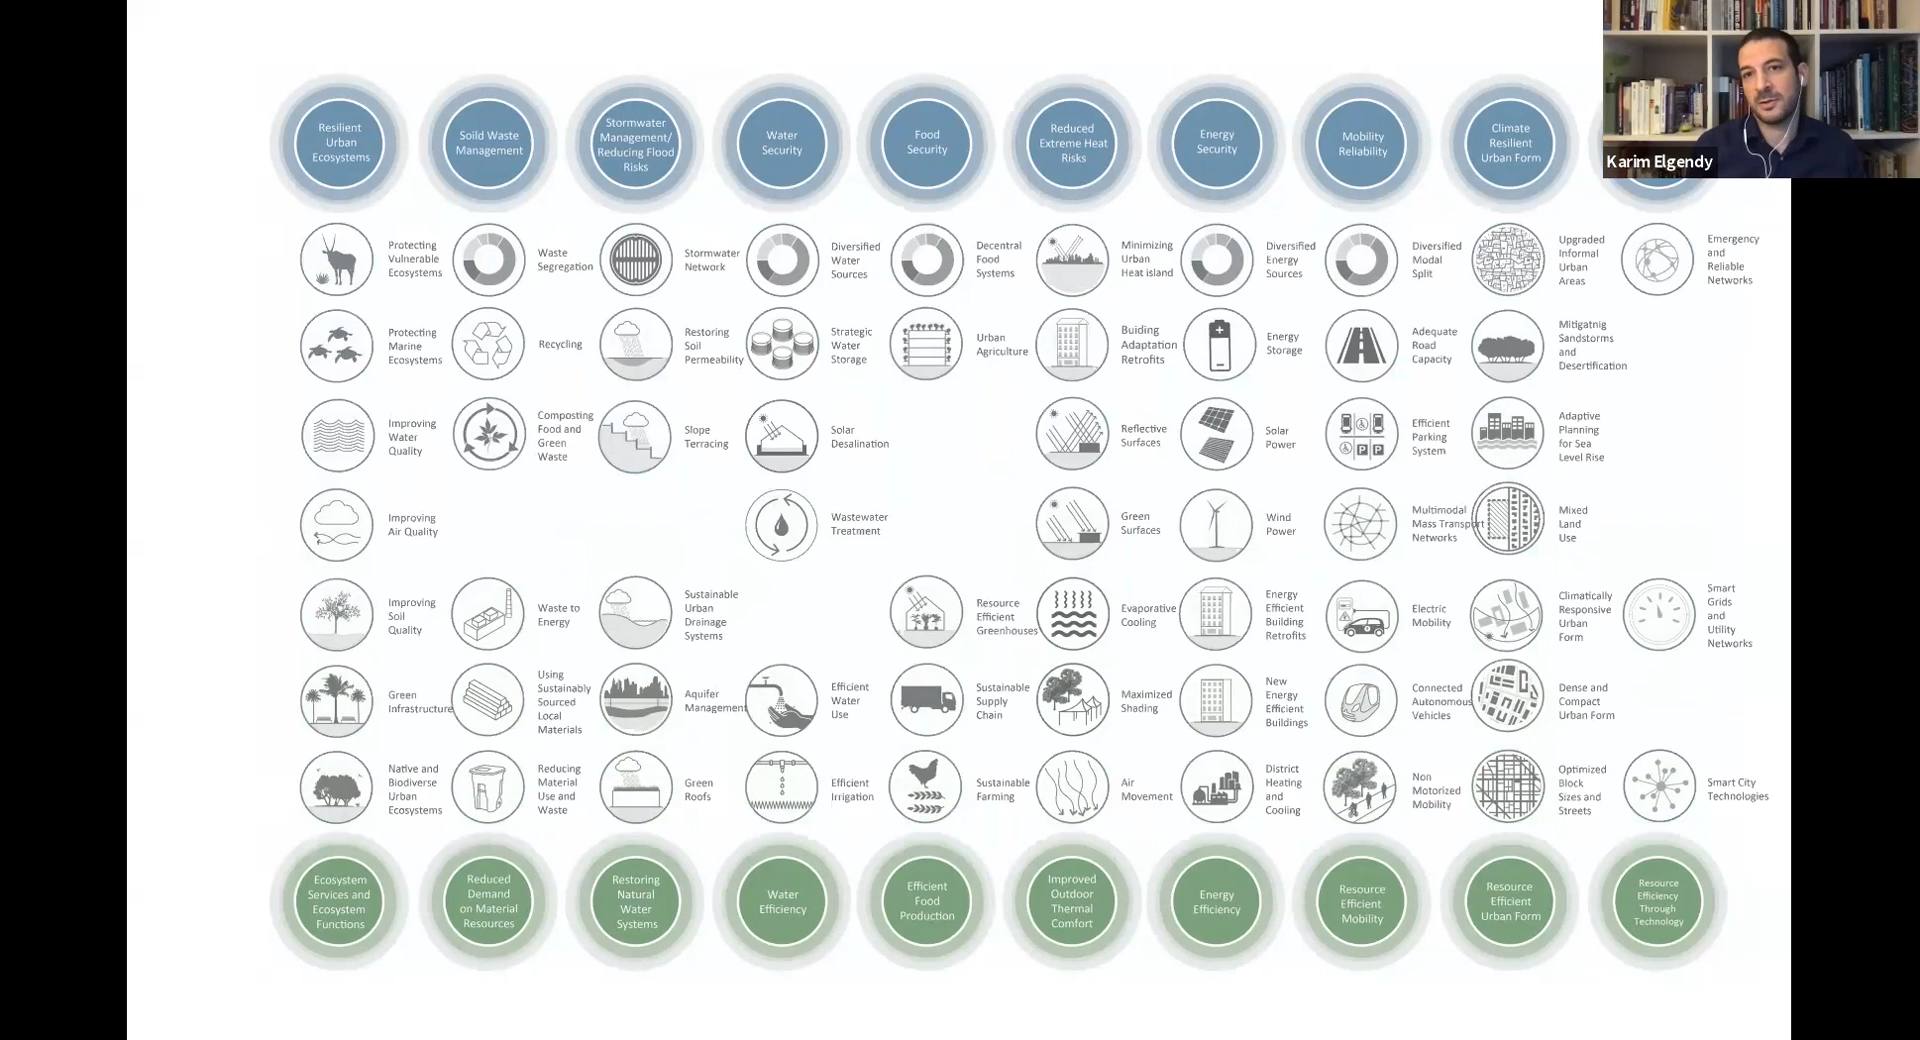 Resilient
Urban
Ecosystems
Soild Waste
Management
Stormwater
Management/
Reducing Flood
Risks
Water
Security
Food
Security
Reduced
Extreme Heat
Risks
Energy
Security
Mobility
Reliability
Climate
Resilient
Urban Form
Karim Elgendy
Protecting
Vulnerable
Ecosystems
Waste
Segregation
Stormwater
Network
Diversified
Water
Sources
Decentral
Food
Systems
Minimizing
Urban
Heat island
Diversified
Energy
Sources
Diversified
Modal
Split
Upgraded
Informal
Urban
Areas
Emergency
and
Reliable
Networks
Protecting
Marine
Ecosystems
Recycling
Restoring
Soil
Permeability
Strategic
Water
Storage
Urban
Agriculture
Buiding
Adaptation
Retrofits
Energy
Storage
Adequate
Road
Capacity
Mitigatnig
Sandstorms
and
Desertification
Improving
Water
Quality
Composting
Food and
Green
Waste
Slope
Terracing
Solar
Desalination
Reflective
Surfaces
Solar
Power
P P
Efficient
Parking
System
Adaptive
Planning
for Sea
Level Rise
Improving
Air Quality
Wastewater
Treatment
Green
Surfaces
Wind
Power
Multimodal
Mass Transport
Networks
Mixed
Land
Use
Improving
Soil
Quality
Waste to
Energy
Sustainable
Urban
Drainage
Systems
Resource
Efficient
Greenhouses
Evaporative
Cooling
Energy
Efficient
Building
Retrofits
Electric
Mobility
Climatically
Responsive
Urban
Form
Smart
Grids
and
Utility
Networks
Green
Infrastructure
Using
Sustainably
Sourced
Local
Materials
Aquifer
Management
Efficient
Water
Use
Sustainable
Supply
Chain
Maximized
Shading
New
Energy
Efficient
Buildings
Connected
Autonomous
Vehicles
Dense and
Compact
Urban Form
Native and
Biodiverse
Urban
Ecosystems
Reducing
Material
Use and
Waste
Green
Roofs
Efficient
Irrigation
Sustainable
Farming
Air
Movement
District
Heating
and
Cooling
Non
Motorized
Mobility
Optimized
Block
Sizes and
Streets
Smart City
Technologies
Ecosystem
Services and
Ecosystem
Functions
Reduced
Demand
on Material
Resources
Restoring
Natural
Water
Systems
Water
Efficiency
Efficient
Food
Production
Improved
Outdoor
Thermal
Comfort
Energy
Efficiency
Resource
Efficient
Mobility
Resource
Efficient
Urban Form
Resource
Efficiency
Through
Technology